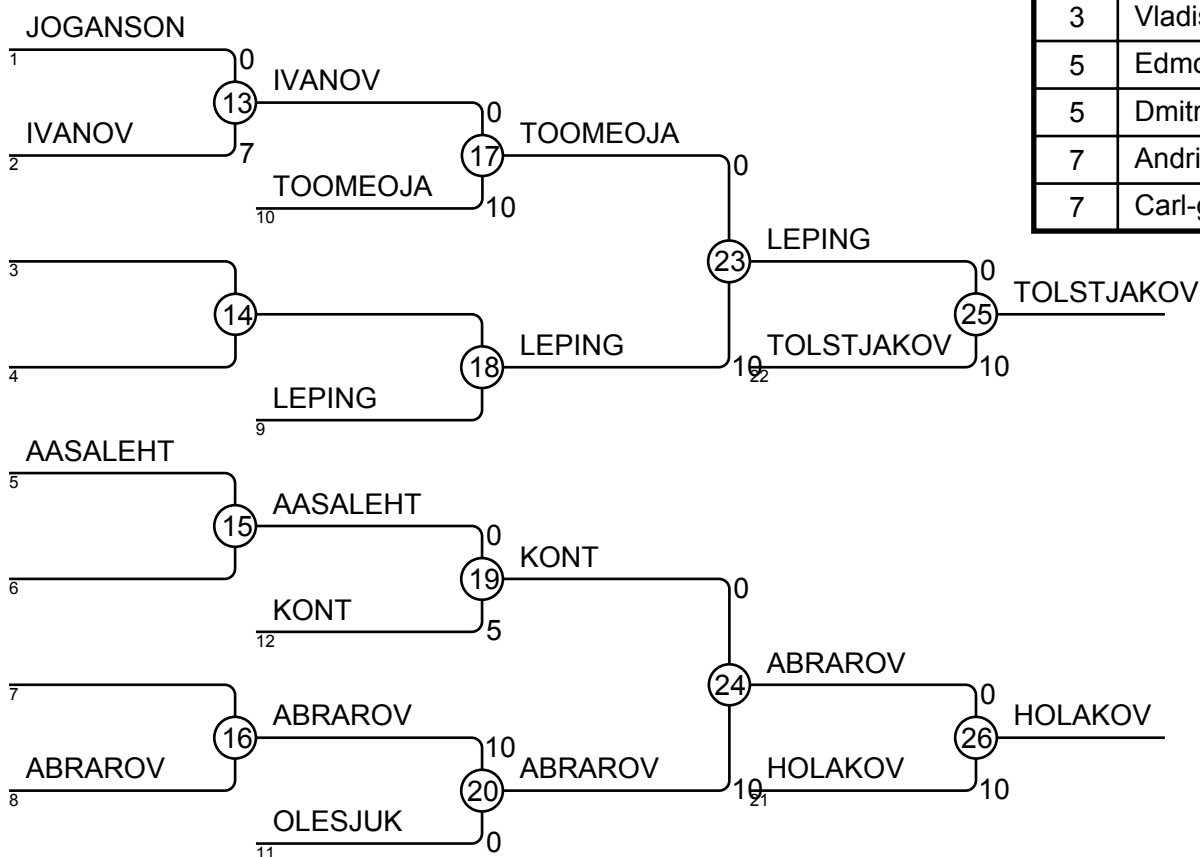 JOGANSON
1
0
13
IVANOV
IVANOV
2
7
0
17
TOOMEOJA
TOOMEOJA
10
10
0
23
LEPING
3
14
4
18
LEPING
LEPING
9
10
0
25
TOLSTJAKOV
TOLSTJAKOV
22
10
AASALEHT
5
15
AASALEHT
6
0
19
KONT
KONT
12
5
0
24
ABRAROV
7
16
ABRAROV
ABRAROV
8
10
20
ABRAROV
OLESJUK
11
0
10
0
26
HOLAKOV
HOLAKOV
21
10
3
5 Edmo
5
7
7